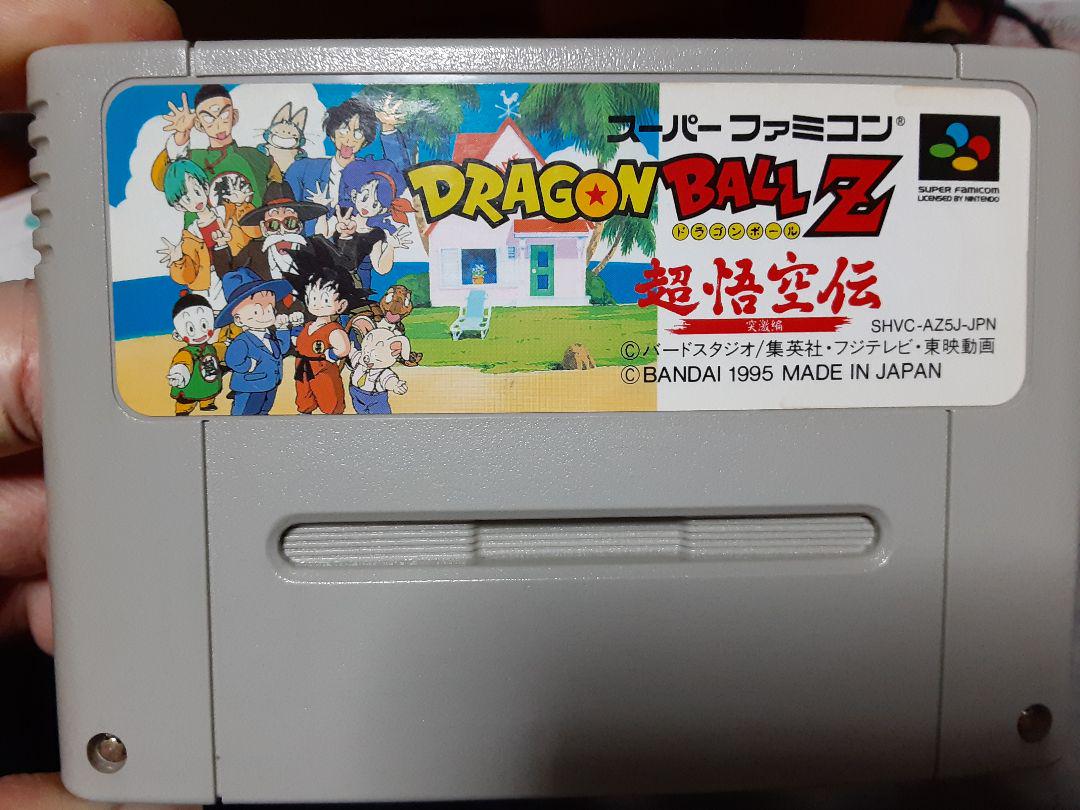 スーパーファミコン®
DRAGON BALL Z
ドラゴンボール
SUPER FAMICOM
LICENSED BY NINTENDO
超・悟空伝
突激編
SHVC-AZ5J-JPN
©バードスタジオ/集英社・フジテレビ・東映動画
©BANDAI 1995 MADE IN JAPAN